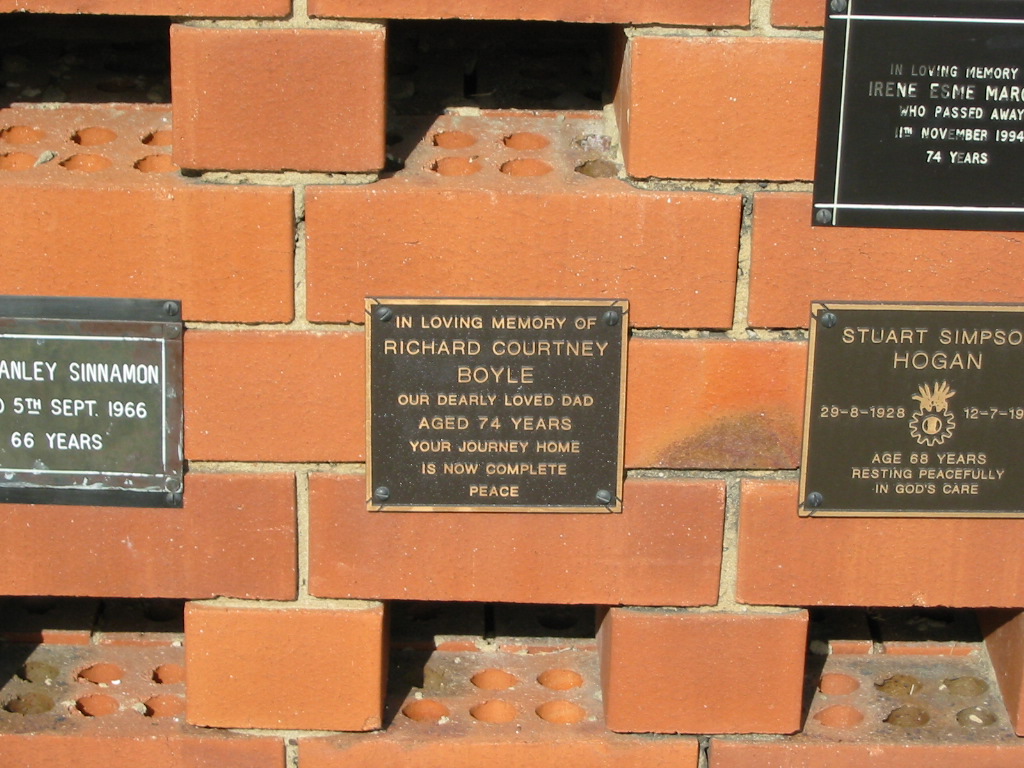 IN LOVING MEMORY
IRENE ESME
WHO PASSED AWAY
11TH NOVEMBER 1994
74 YEARS
SINNAMON
5TH SEPT. 1966
66 YEARS
IN LOVING MEMORY OF
RICHARD COURTNEY
BOYLE
OUR DEARLY LOVED DAD
AGED 74 YEARS
YOUR JOURNEY HOME
IS NOW COMPLETE
PEACE
STUART
HOGAN
29-8-1928
AGE 68 YEARS
RESTING PEACEFULLY
IN GOD'S CARE